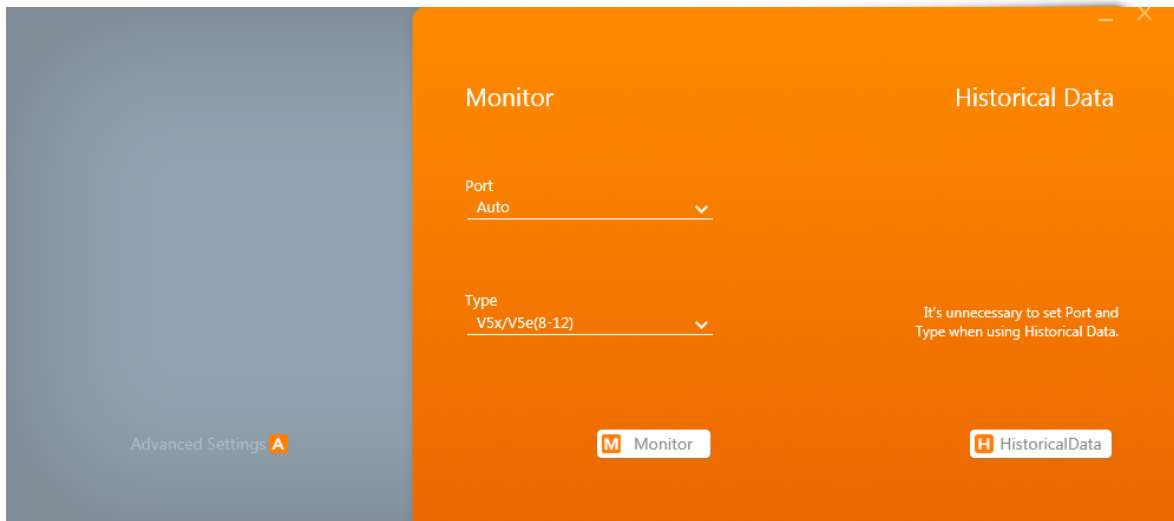 Monitor
Historical Data
Port
Auto
Type
V5x/V5e(8-12)
It's unnecessary to set Port and
Type when using Historical Data.
Advanced Settings A
M Monitor
H HistoricalData